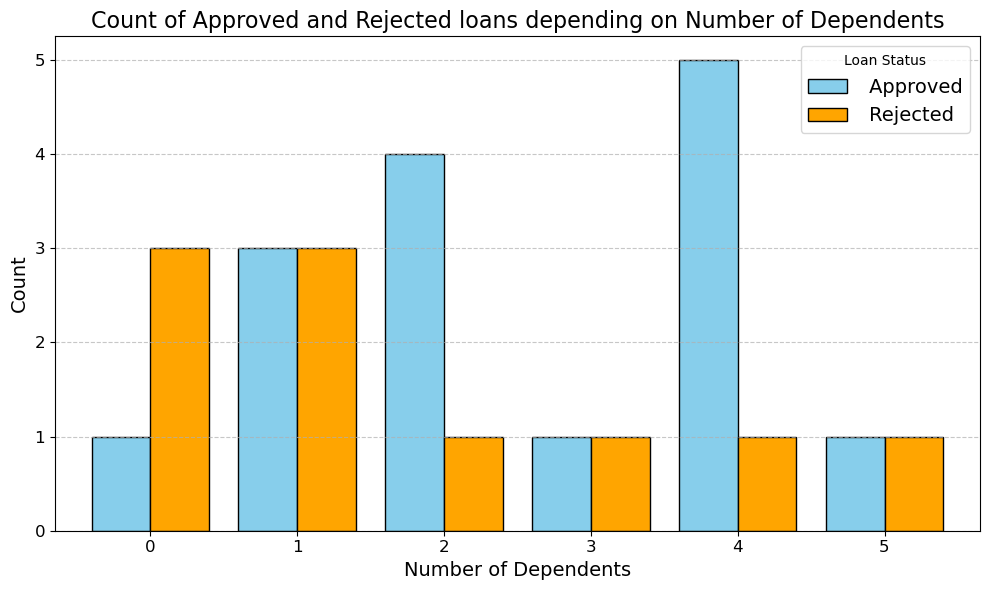 Count of Approved and Rejected loans depending on Number of Dependents
Loan Status
Approved
Rejected
Count
5
4
3
2
1
0
0 1 2 3 4 5
Number of Dependents